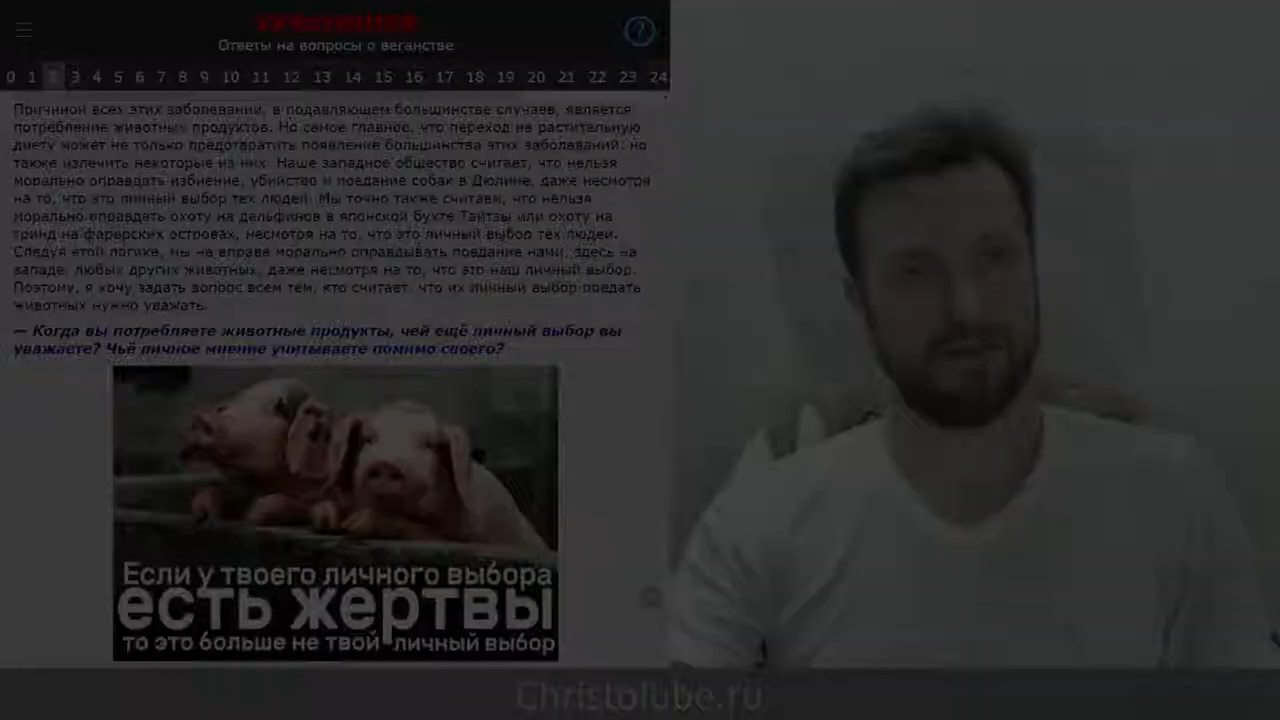 Ответы на вопросы о веганстве
0 1 2 3 4 5 6 7 8 9 10 11 12 13 14 15 16 17 18 19 20 21 22 23 24
Причиной всех этих заболеваний, в подавляющем большинстве случаев, является
потребление животных продуктов. Но самое главное, что переход на растительную
диету может не только предотвратить появление большинства этих заболеваний, но
также излечить некоторые из них. Наше западное общество считает, что нельзя
морально оправдать избиение, убийство и поедание собак в Дюлине, даже несмотря
на то, что это личный выбор тех людей. Мы точно также считаем, что нельзя
морально оправдать охоту на дельфинов в японской бухте Тайтзы или охоту на
гринд на фарерских островах, несмотря на то, что это личный выбор тех людей.
Следуя этой логике, мы на вправе морально оправдывать поедание нами, здесь на
западе, любых других животных, даже несмотря на то, что это наш личный выбор.
Поэтому, я хочу задать вопрос всем тем, кто считает, что их личный выбор поедать
животных нужно уважать.
— Когда вы потребляете животные продукты, чей ещё личный выбор вы
уважаете? Чьё личное мнение учитываете помимо своего?
Если у твоего личного выбора
есть жертвы
то это больше не твой личный выбор
Christolube.ru